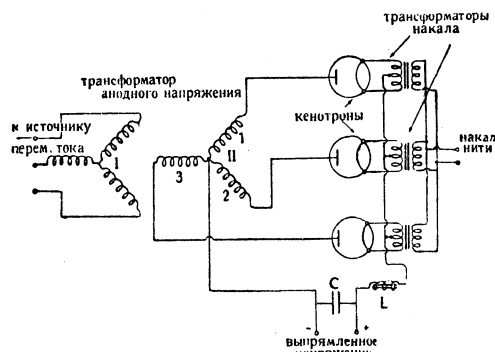 трансформаторы
накала
трансформатор
анодного напряжения
к источнику
перем. тока
I
II
1
2
3
кенотроны
накал
нити
C
L
-
+
выпрямленное